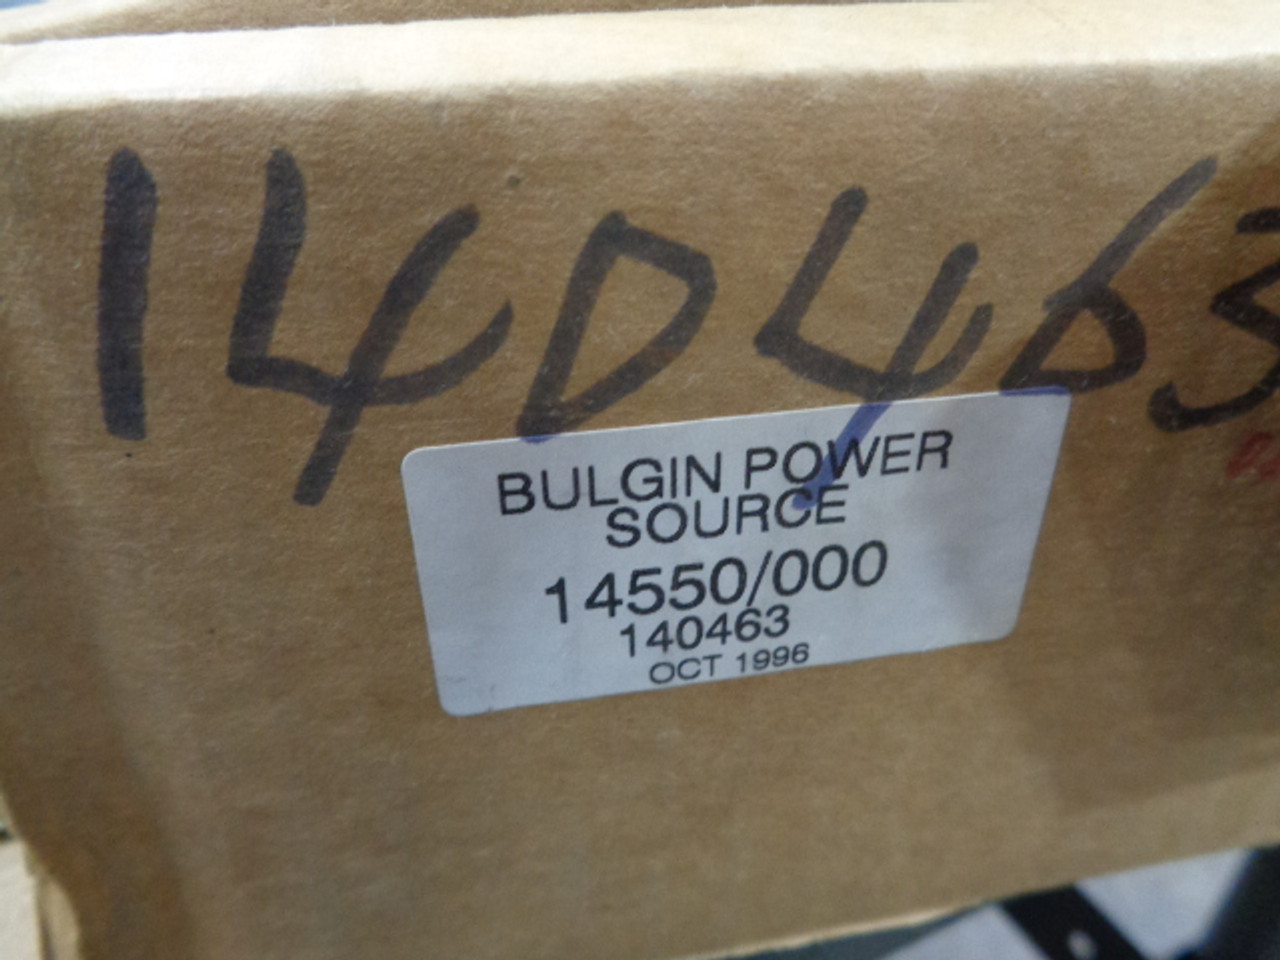 140463
BULGIN POWER
SOURCE
14550/000
140463
OCT 1996